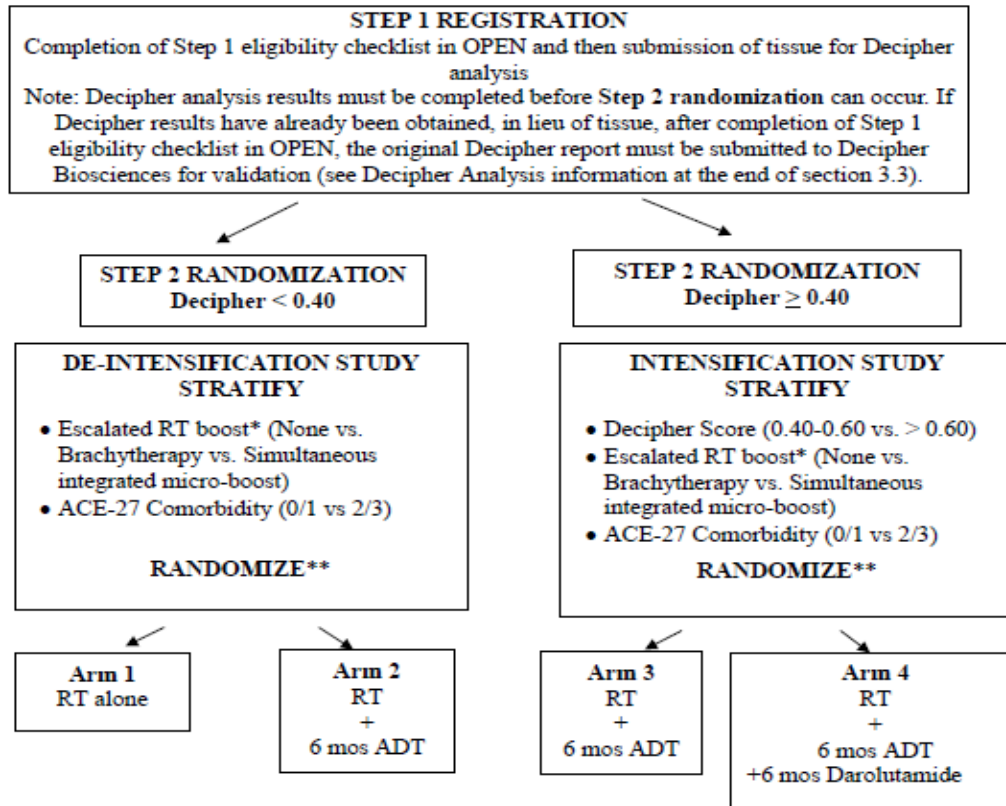 STEP 1 REGISTRATION
Completion of Step 1 eligibility checklist in OPEN and then submission of tissue for Decipher
analysis
Note: Decipher analysis results must be completed before Step 2 randomization can occur. If
Decipher results have already been obtained, in lieu of tissue, after completion of Step 1
eligibility checklist in OPEN, the original Decipher report must be submitted to Decipher
Biosciences for validation (see Decipher Analysis information at the end of section 3.3).
STEP 2 RANDOMIZATION
Decipher < 0.40
STEP 2 RANDOMIZATION
Decipher ≥ 0.40
DE-INTENSIFICATION STUDY
STRATIFY
● Escalated RT boost* (None vs.
Brachytherapy vs. Simultaneous
integrated micro-boost)
● ACE-27 Comorbidity (0/1 vs 2/3)
RANDOMIZE**
INTENSIFICATION STUDY
STRATIFY
● Decipher Score (0.40-0.60 vs. > 0.60)
● Escalated RT boost* (None vs.
Brachytherapy vs. Simultaneous
integrated micro-boost)
● ACE-27 Comorbidity (0/1 vs 2/3)
RANDOMIZE**
Arm 1
RT alone
Arm 2
RT
+
6 mos ADT
Arm 3
RT
+
6 mos ADT
Arm 4
RT
+
6 mos ADT
+6 mos Darolutamide